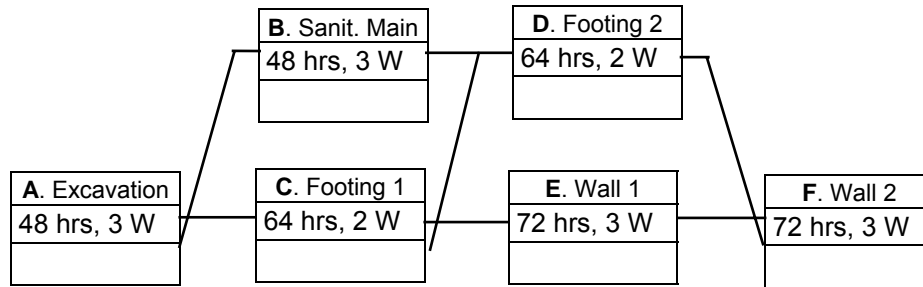 B. Sanit. Main
48 hrs, 3 W
D. Footing 2
64 hrs, 2 W
A. Excavation
48 hrs, 3 W
C. Footing 1
64 hrs, 2 W
E. Wall 1
72 hrs, 3 W
F. Wall 2
72 hrs, 3 W